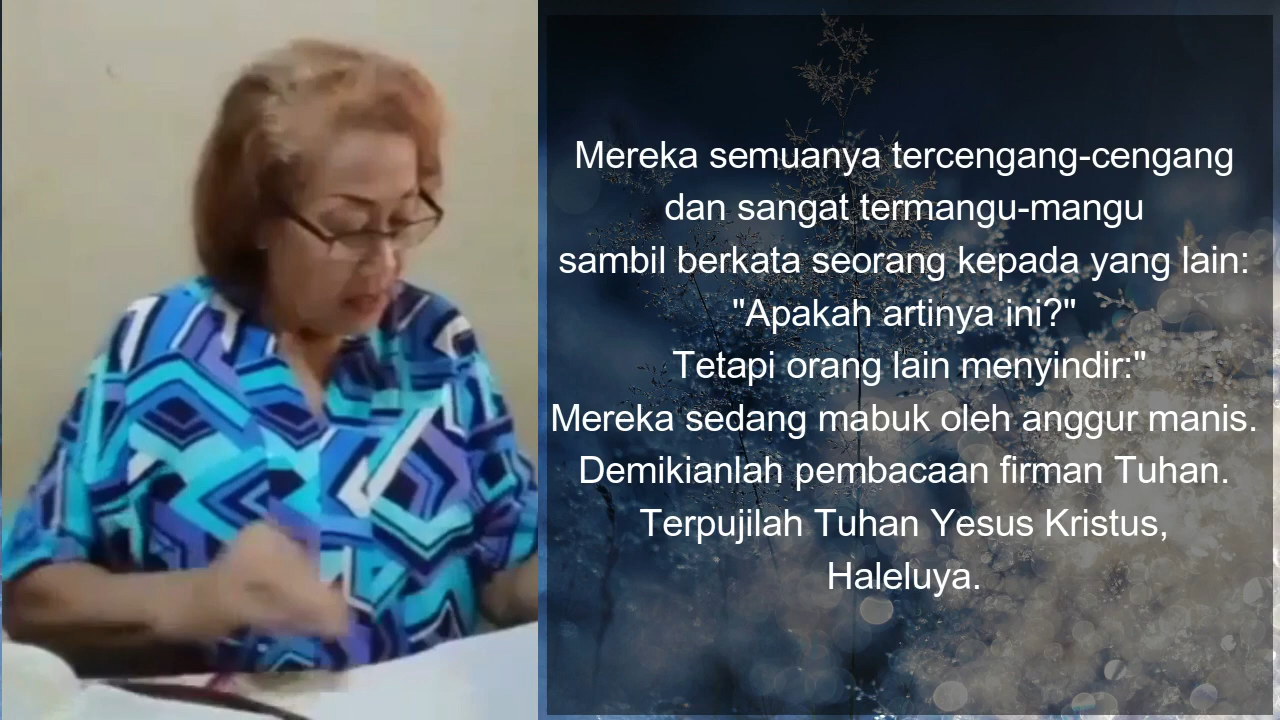 Mereka semuanya tercengang-cengang
dan sangat termangu-mangu
sambil berkata seorang kepada yang lain:
"Apakah artinya ini?"
Tetapi orang lain menyindir:"
Mereka sedang mabuk oleh anggur manis.
Demikianlah pembacaan firman Tuhan.
Terpujilah Tuhan Yesus Kristus,
Haleluya.